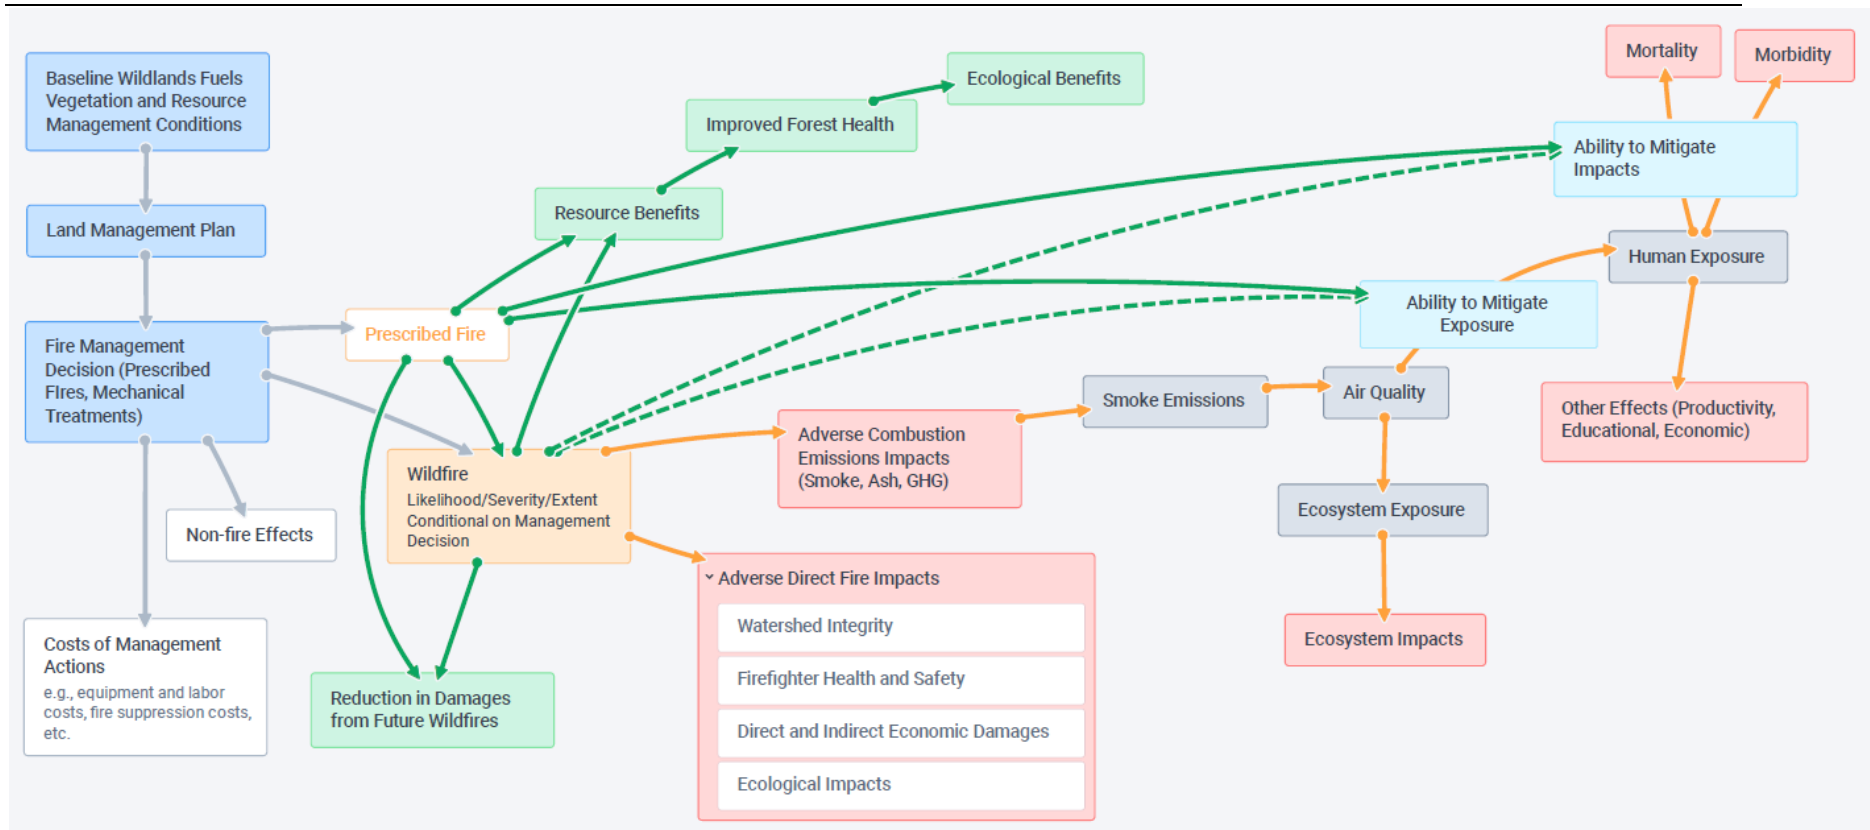 Baseline Wildlands Fuels
Vegetation and Resource
Management Conditions
Land Management Plan
Fire Management
Decision (Prescribed
FIres, Mechanical
Treatments)
Non-fire Effects
Costs of Management
Actions
e.g., equipment and labor
costs, fire suppression costs,
etc.
Prescribed Fire
Wildfire
Likelihood/Severity/Extent
Conditional on Management
Decision
Reduction in Damages
from Future Wildfires
Resource Benefits
Improved Forest Health
Ecological Benefits
Adverse Combustion
Emissions Impacts
(Smoke, Ash, GHG)
Adverse Direct Fire Impacts
Watershed Integrity
Firefighter Health and Safety
Direct and Indirect Economic Damages
Ecological Impacts
Smoke Emissions
Air Quality
Ecosystem Exposure
Ecosystem Impacts
Ability to Mitigate
Exposure
Human Exposure
Ability to Mitigate
Impacts
Mortality
Morbidity
Other Effects (Productivity,
Educational, Economic)